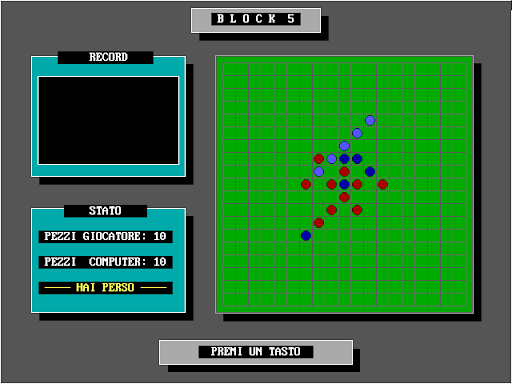 B L O C K 5
RECORD
STATO
PEZZI GIOCATORE: 10
PEZZI COMPUTER: 10
HAI PERSO
PREMI UN TASTO